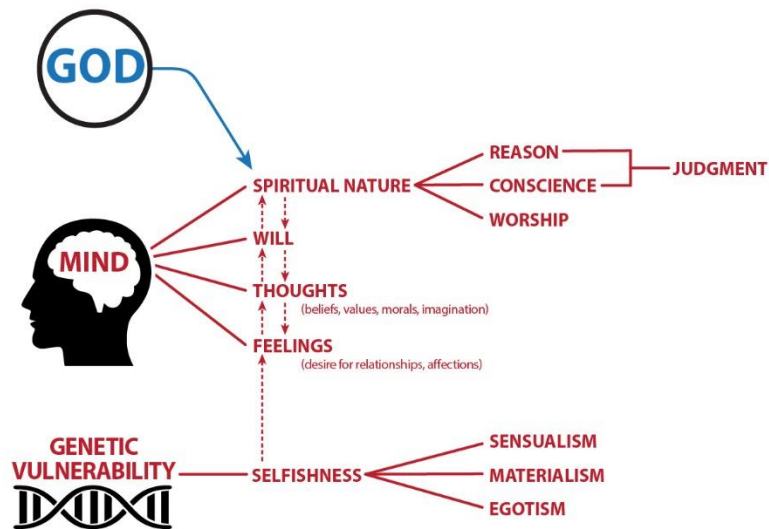 GOD
REASON
JUDGMENT
SPIRITUAL NATURE
CONSCIENCE
WORSHIP
WILL
MIND
THOUGHTS
(beliefs, values, morals, imagination)
FEELINGS
(desire for relationships, affections)
GENETIC
VULNERABILITY
SELFISHNESS
SENSUALISM
MATERIALISM
EGOTISM